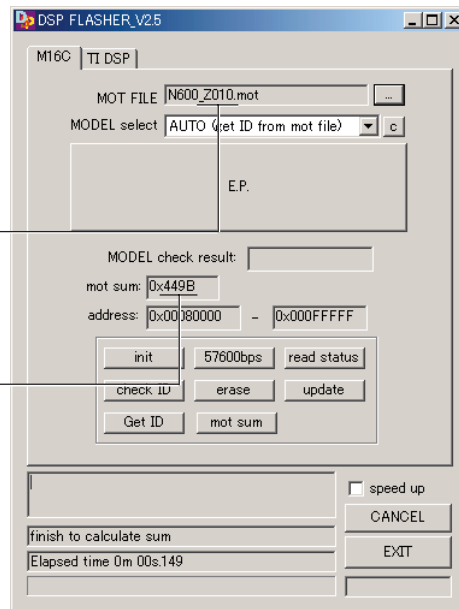 DSP FLASHER_V2.5
M16C TI DSP
MOT FILE N600_Z010.mot ...
MODEL select AUTO (get ID from mot file) c
E.P.
MODEL check result:
mot sum: 0x449B
address: 0x00080000 - 0x000FFFFF
init 57600bps read status
check ID erase update
Get ID mot sum
speed up
CANCEL
finish to calculate sum
EXIT
Elapsed time 0m 00s.149